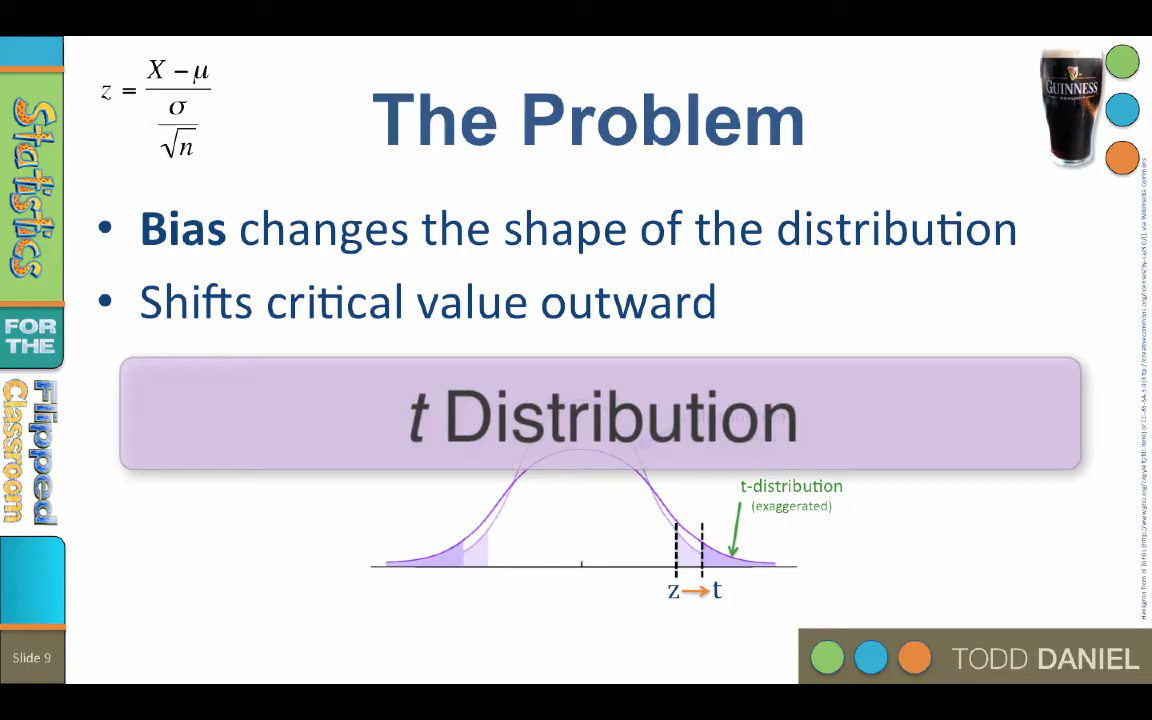 z = X − μ / σ / √n
The Problem
GUINNESS
• Bias changes the shape of the distribution
• Shifts critical value outward
t Distribution
t-distribution
(exaggerated)
z → t
Statistics
FOR THE
Flipped
Classroom
Slide 9
TODD DANIEL